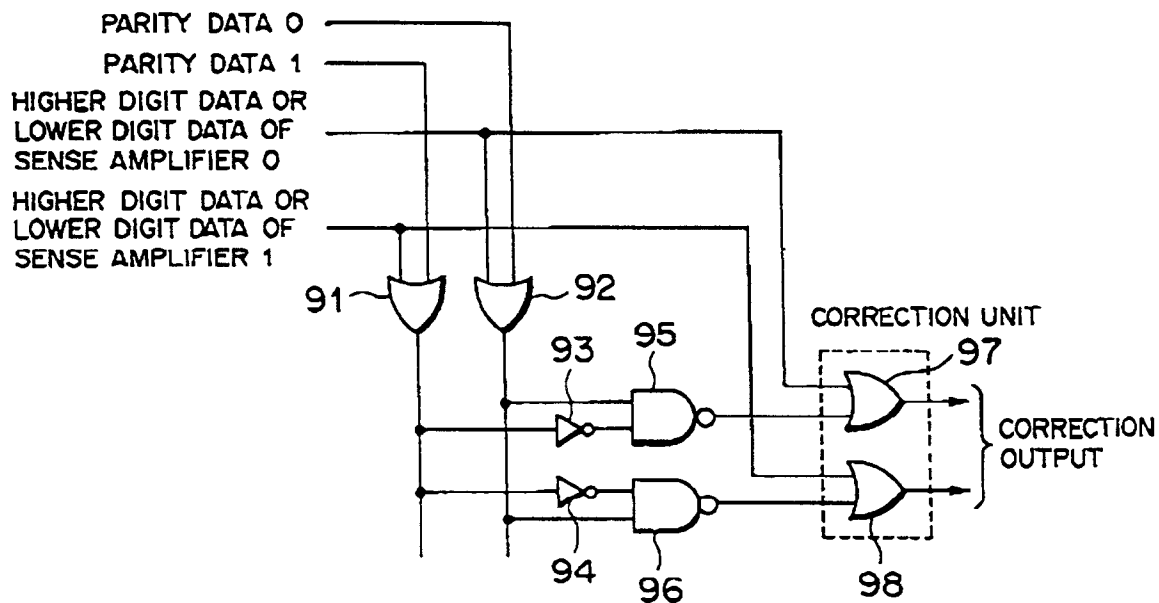 PARITY DATA 0
PARITY DATA 1
HIGHER DIGIT DATA OR
LOWER DIGIT DATA OF
SENSE AMPLIFIER 0
HIGHER DIGIT DATA OR
LOWER DIGIT DATA OF
SENSE AMPLIFIER 1
91
92
CORRECTION UNIT
93
95
97
CORRECTION
OUTPUT
94
96
98